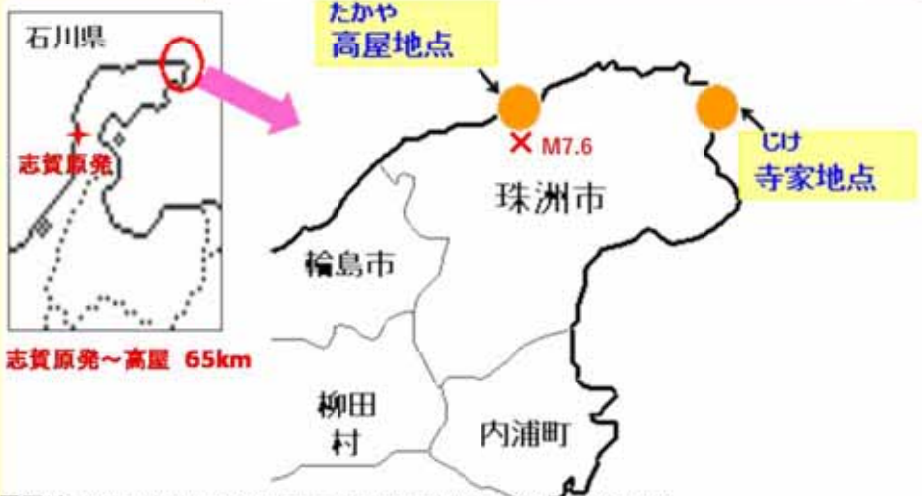 石川県
志賀原発
志賀原発～高屋 65km
たかや
高屋地点
M7.6
じけ
寺家地点
珠洲市
輪島市
柳田
村
内浦町